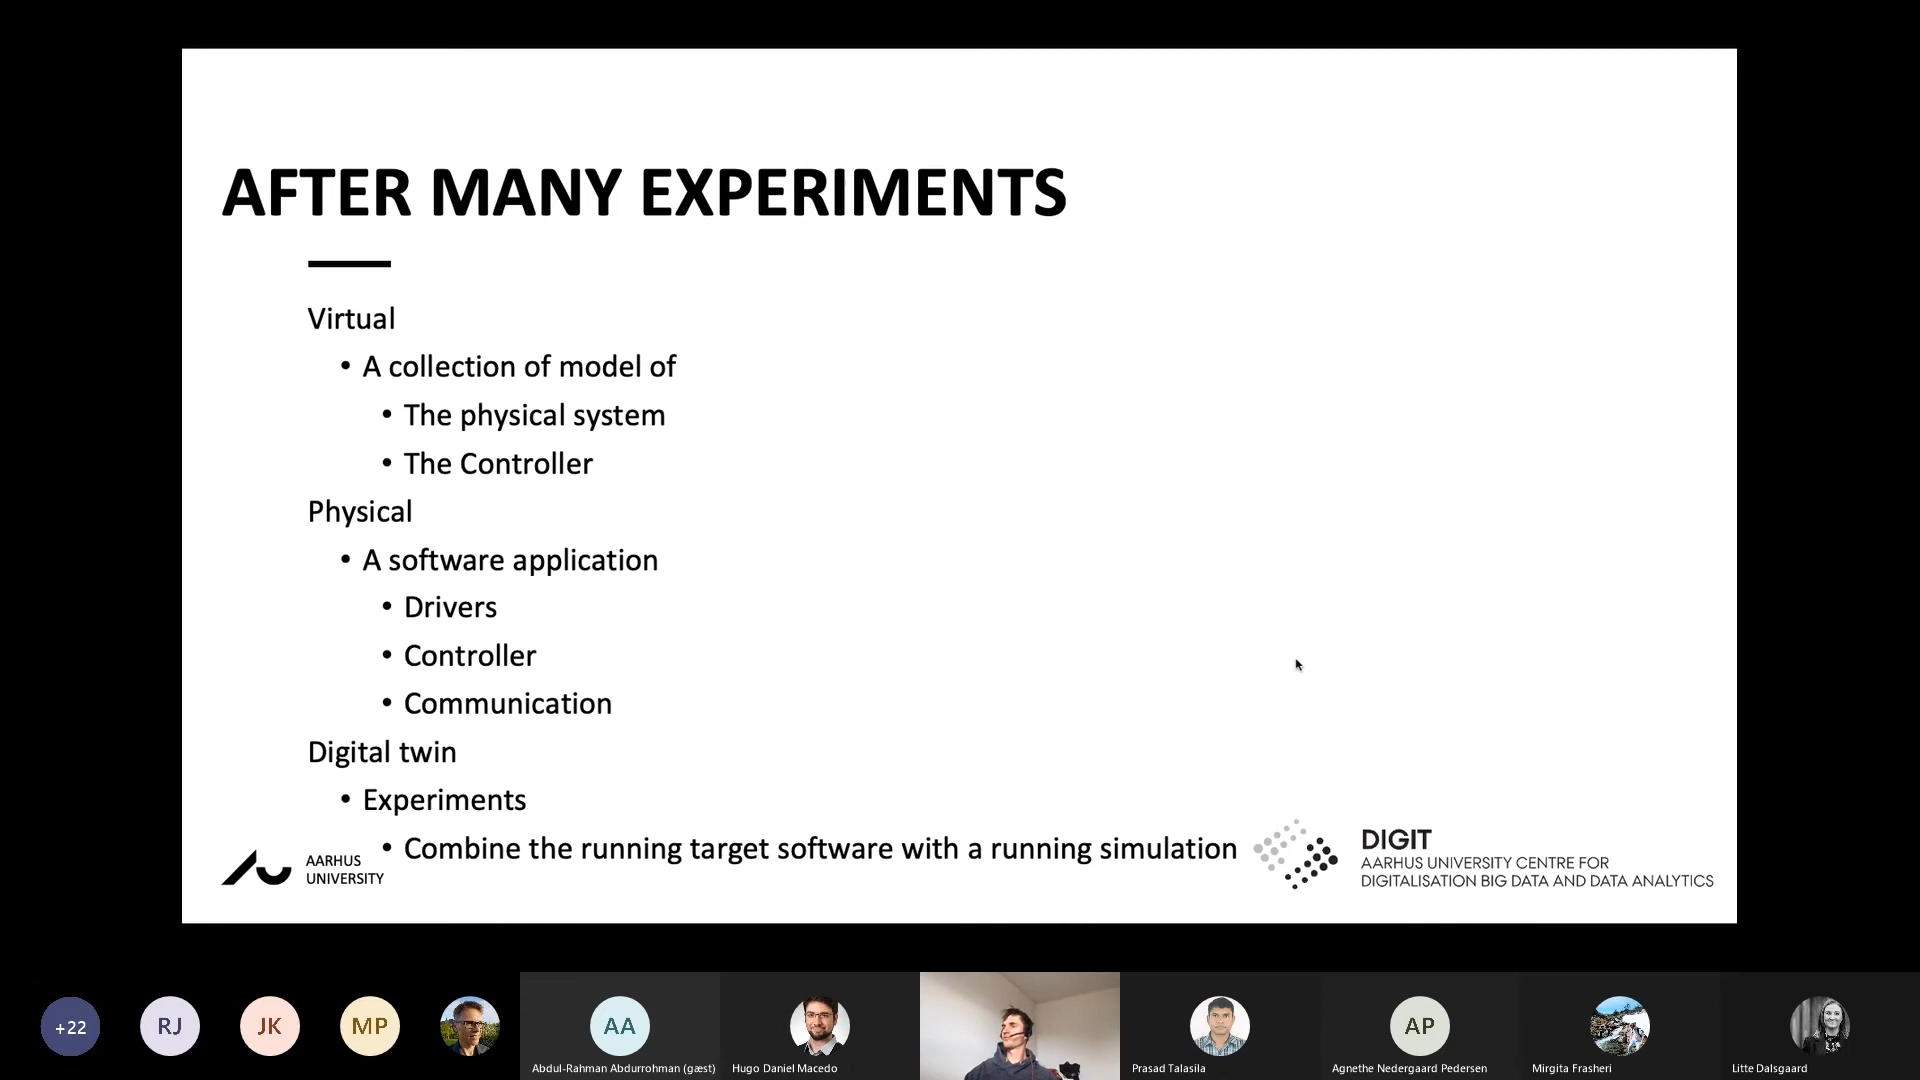 AFTER MANY EXPERIMENTS
Virtual
• A collection of model of
• The physical system
• The Controller
Physical
• A software application
• Drivers
• Controller
• Communication
Digital twin
• Experiments
• Combine the running target software with a running simulation
AARHUS
UNIVERSITY
DIGIT
AARHUS UNIVERSITY CENTRE FOR
DIGITALISATION BIG DATA AND DATA ANALYTICS
+22
RJ
JK
MP
AA
AP
Abdul-Rahman Abdurrohman (gæst)
Hugo Daniel Macedo
Prasad Talasila
Agnethe Nedergaard Pedersen
Mirgita Frasheri
Litte Dalsgaard